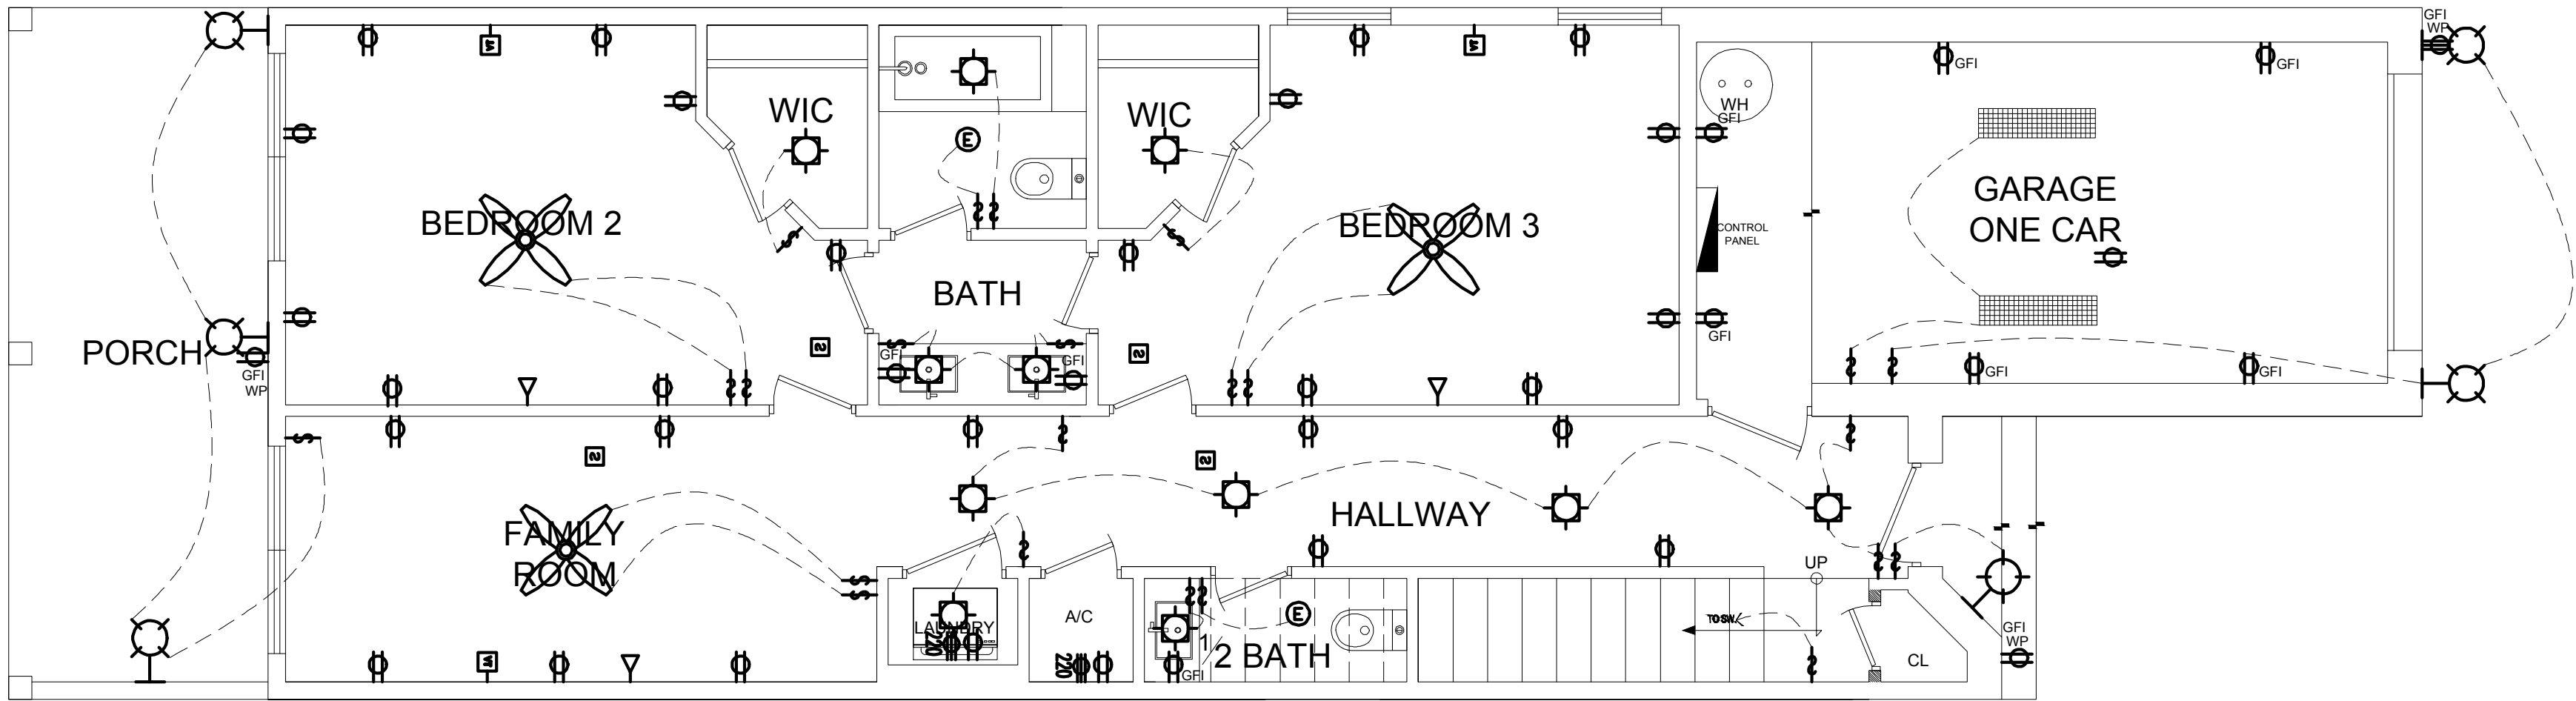 GFI
WP
GFI
GFI
WIC
WIC
WH
GFI
GARAGE
ONE CAR
BEDROOM 2
BEDROOM 3
CONTROL
PANEL
BATH
PORCH
GFI
WP
GFI
GFI
GFI
GFI
GFI
S
S
S
HALLWAY
FAMILY
ROOM
UP
LAUNDRY
220
A/C
220
1
2 BATH
GFI
TO SW.
GFI
WP
CL